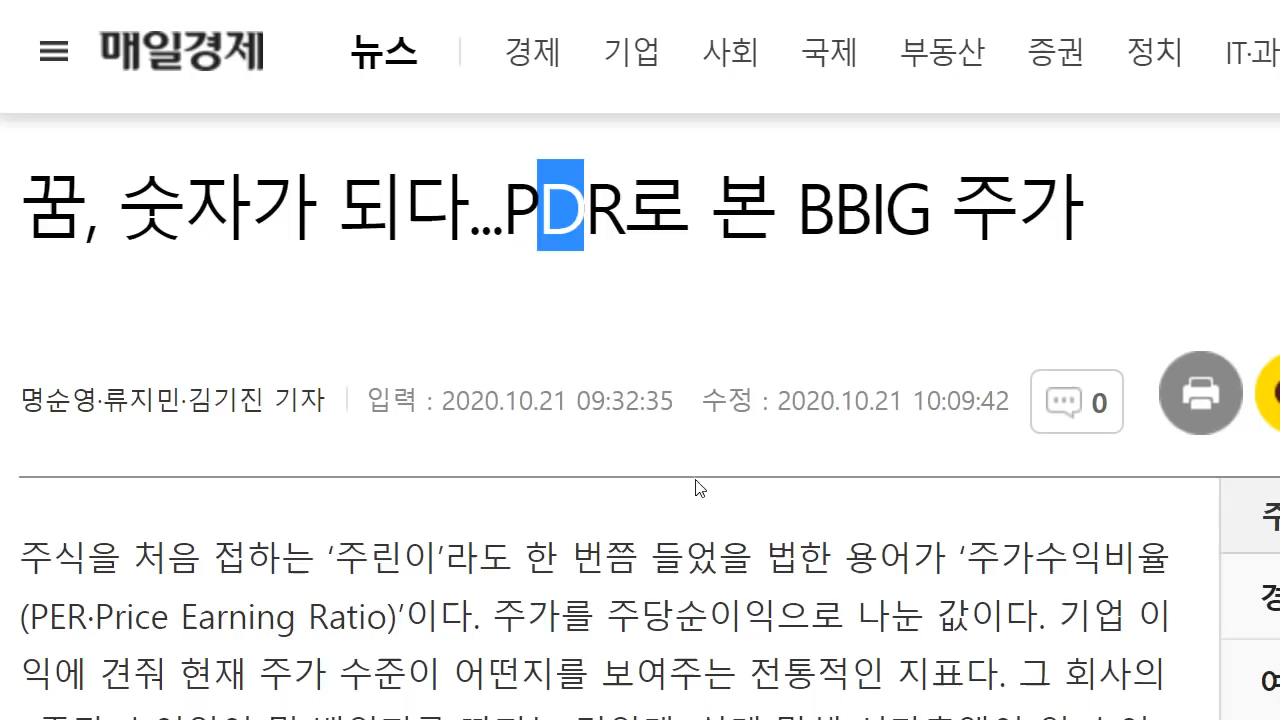 매일경제 뉴스 경제 기업 사회 국제 부동산 증권 정치 IT·과
꿈, 숫자가 되다...PDR로 본 BBIG 주가
명순영·류지민·김기진 기자 입력 : 2020.10.21 09:32:35 수정 : 2020.10.21 10:09:42 0
주식을 처음 접하는 ‘주린이’라도 한 번쯤 들었을 법한 용어가 ‘주가수익비율
(PER·Price Earning Ratio)’이다. 주가를 주당순이익으로 나눈 값이다. 기업 이
익에 견줘 현재 주가 수준이 어떤지를 보여주는 전통적인 지표다. 그 회사의